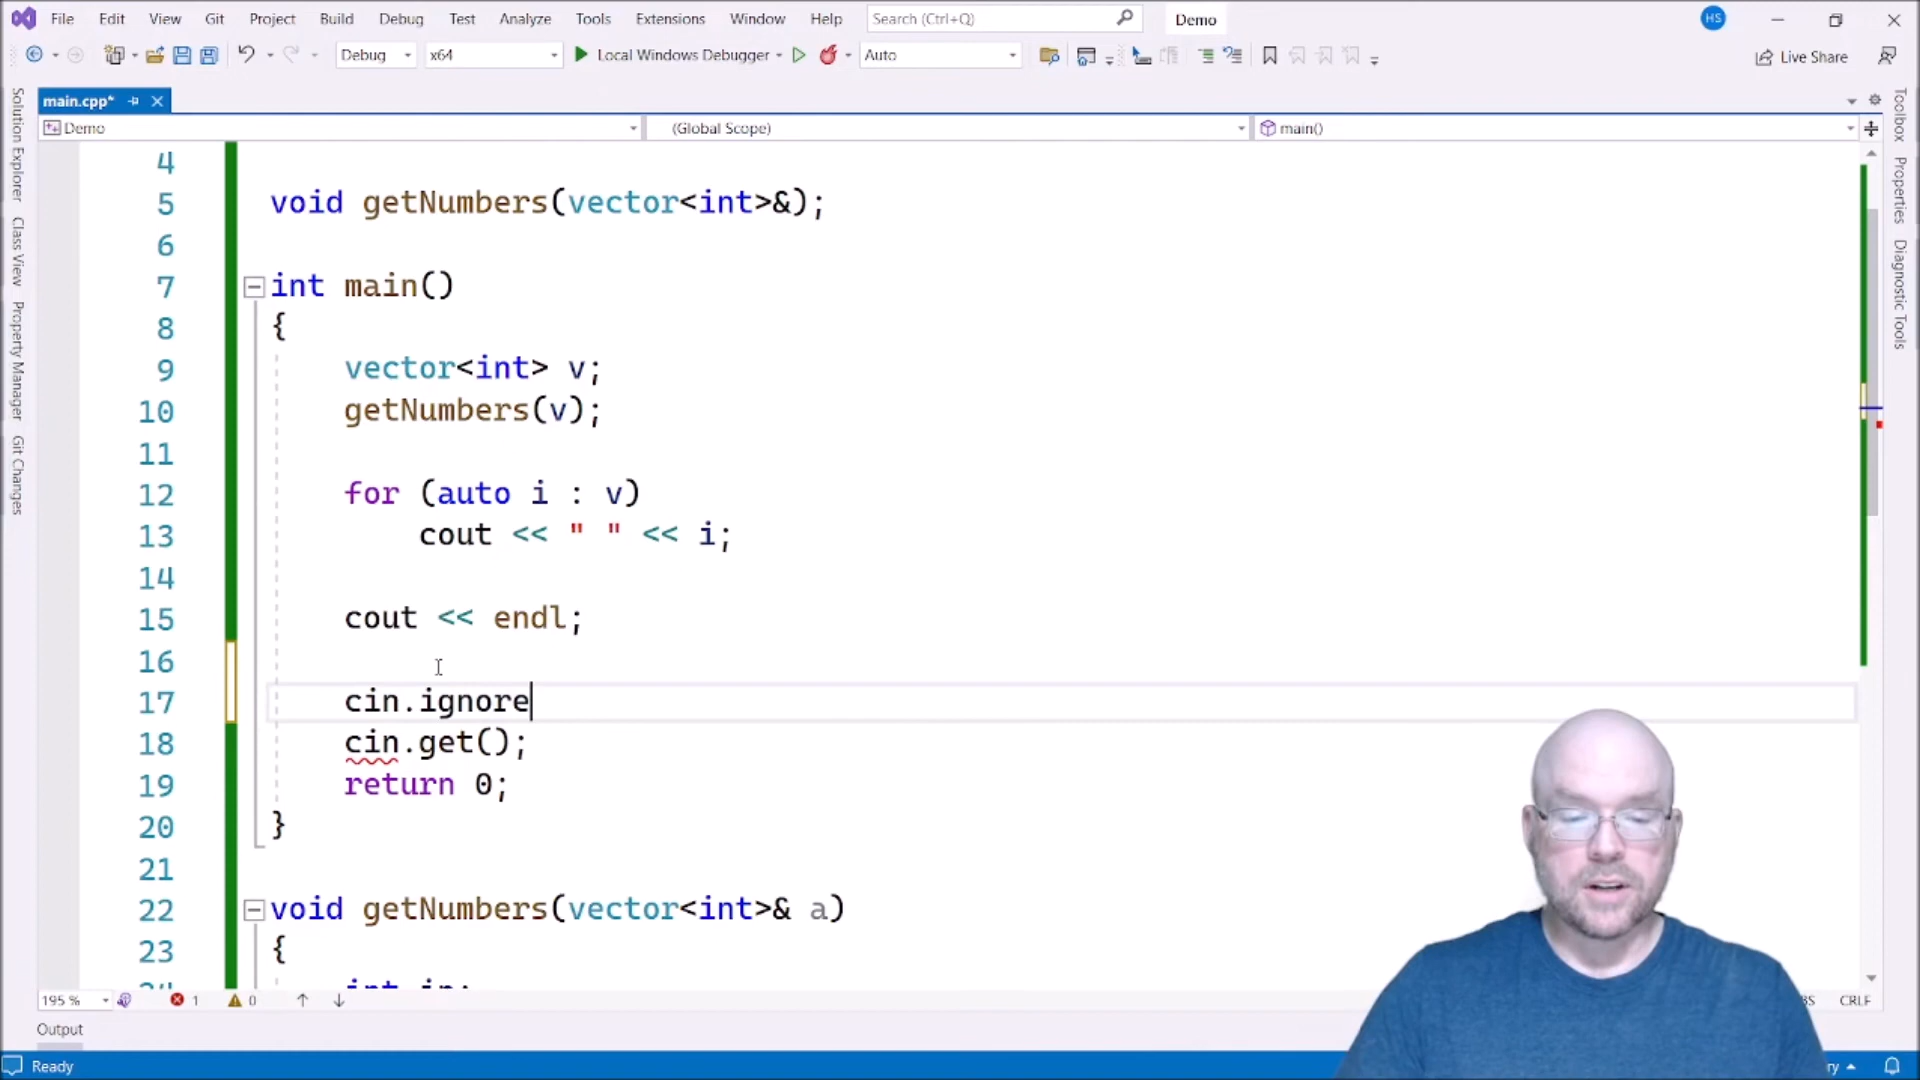 File Edit View Git Project Build Debug Test Analyze Tools Extensions Window Help Search (Ctrl+Q) Demo HS
Debug x64 Local Windows Debugger Auto Live Share
main.cpp*
Demo (Global Scope) main()
Solution Explorer
Class View
Property Manager
Git Changes
4
5 void getNumbers(vector<int>&);
6
7 int main()
8 {
9 vector<int> v;
10 getNumbers(v);
11
12 for (auto i : v)
13 cout << " " << i;
14
15 cout << endl;
16
17 cin.ignore
18 cin.get();
19 return 0;
20 }
21
22 void getNumbers(vector<int>& a)
23 {
Toolbox
Properties
Diagnostic Tools
195 % 1 0 CRLF
Output
Ready